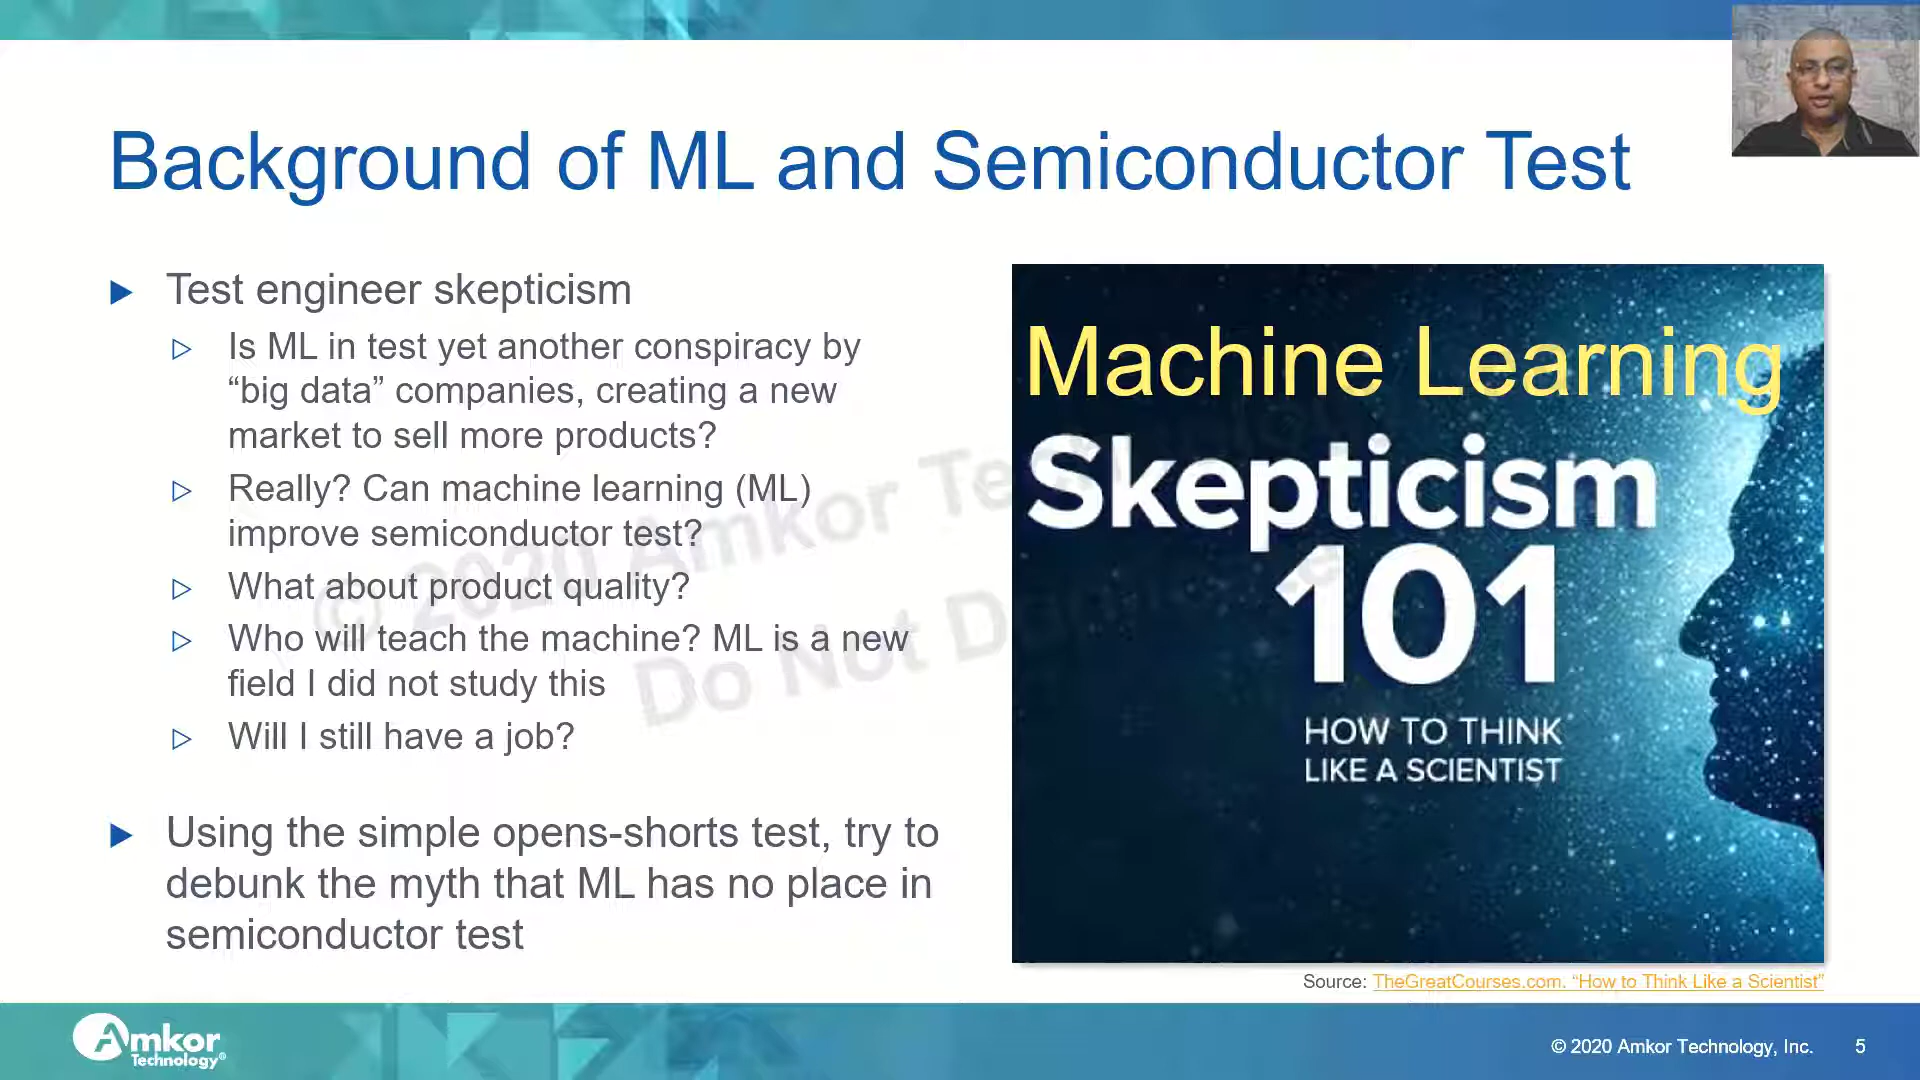 Background of ML and Semiconductor Test
Test engineer skepticism
Is ML in test yet another conspiracy by
“big data” companies, creating a new
market to sell more products?
Really? Can machine learning (ML)
improve semiconductor test?
What about product quality?
Who will teach the machine? ML is a new
field I did not study this
Will I still have a job?
Using the simple opens-shorts test, try to
debunk the myth that ML has no place in
semiconductor test
© 2020 Amkor Te
Do Not D
Machine Learning
Skepticism
101
HOW TO THINK
LIKE A SCIENTIST
Source: TheGreatCourses.com. “How to Think Like a Scientist”
Amkor
Technology®
© 2020 Amkor Technology, Inc. 5